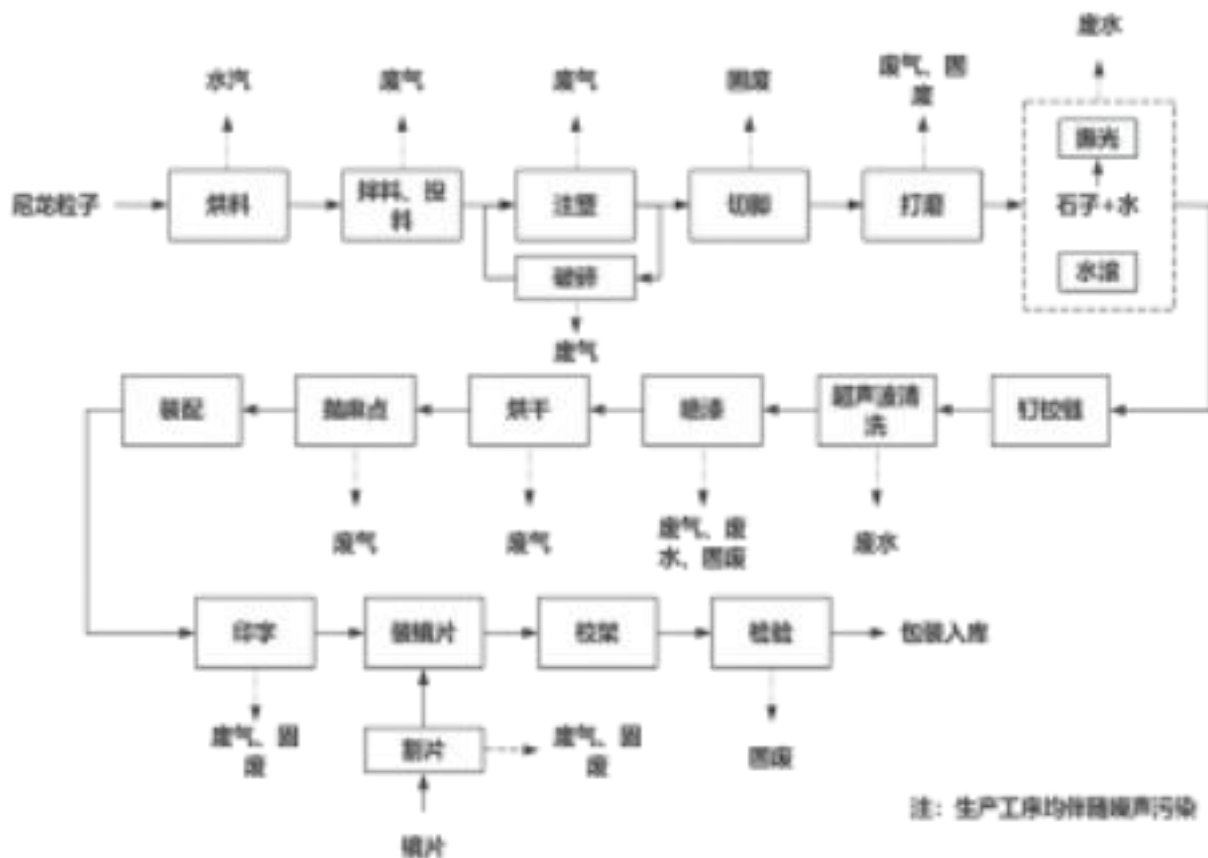 废水
水汽
废气
废气
固废
废气、固
废
尼龙粒子
烘料
拌料、投
料
注塑
切脚
打磨
振光
石子+水
水滚
破碎
废气
装配
抛麻点
烘干
喷漆
超声波清
洗
钉铰链
废气
废气
废气、废
水、固废
废水
印字
装镜片
校架
检验
包装入库
废气、固
废
割片
废气、固
废
固废
镜片
注：生产工序均伴随噪声污染